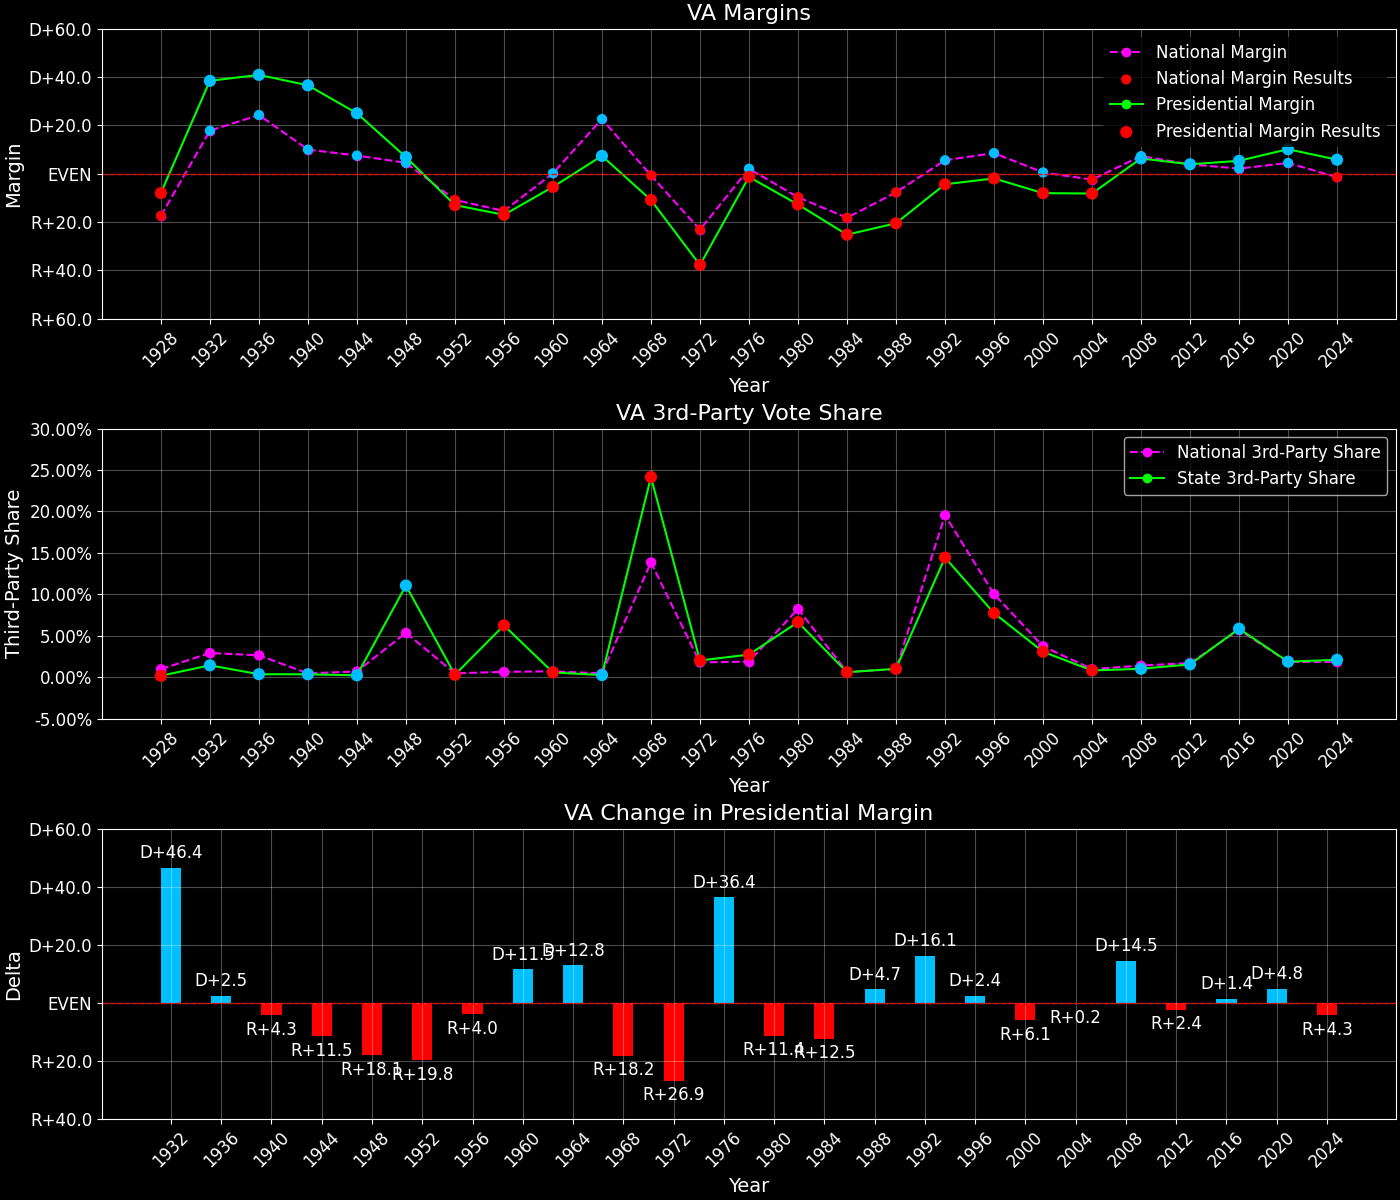 VA Margins
D+60.0
D+40.0
D+20.0
EVEN
R+20.0
R+40.0
R+60.0
Margin
National Margin
National Margin Results
Presidential Margin
Presidential Margin Results
1928 1932 1936 1940 1944 1948 1952 1956 1960 1964 1968 1972 1976 1980 1984 1988 1992 1996 2000 2004 2008 2012 2016 2020 2024
Year
VA 3rd-Party Vote Share
30.00%
25.00%
20.00%
15.00%
10.00%
5.00%
0.00%
-5.00%
Third-Party Share
National 3rd-Party Share
State 3rd-Party Share
1928 1932 1936 1940 1944 1948 1952 1956 1960 1964 1968 1972 1976 1980 1984 1988 1992 1996 2000 2004 2008 2012 2016 2020 2024
Year
VA Change in Presidential Margin
D+60.0
D+40.0
D+20.0
EVEN
R+20.0
R+40.0
Delta
D+46.4
D+2.5
R+4.3
R+11.5
R+18.1
R+19.8
R+4.0
D+11.5
D+12.8
R+18.2
R+26.9
D+36.4
R+11.4
R+12.5
D+4.7
D+16.1
D+2.4
R+6.1
R+0.2
D+14.5
R+2.4
D+1.4
D+4.8
R+4.3
1932 1936 1940 1944 1948 1952 1956 1960 1964 1968 1972 1976 1980 1984 1988 1992 1996 2000 2004 2008 2012 2016 2020 2024
Year